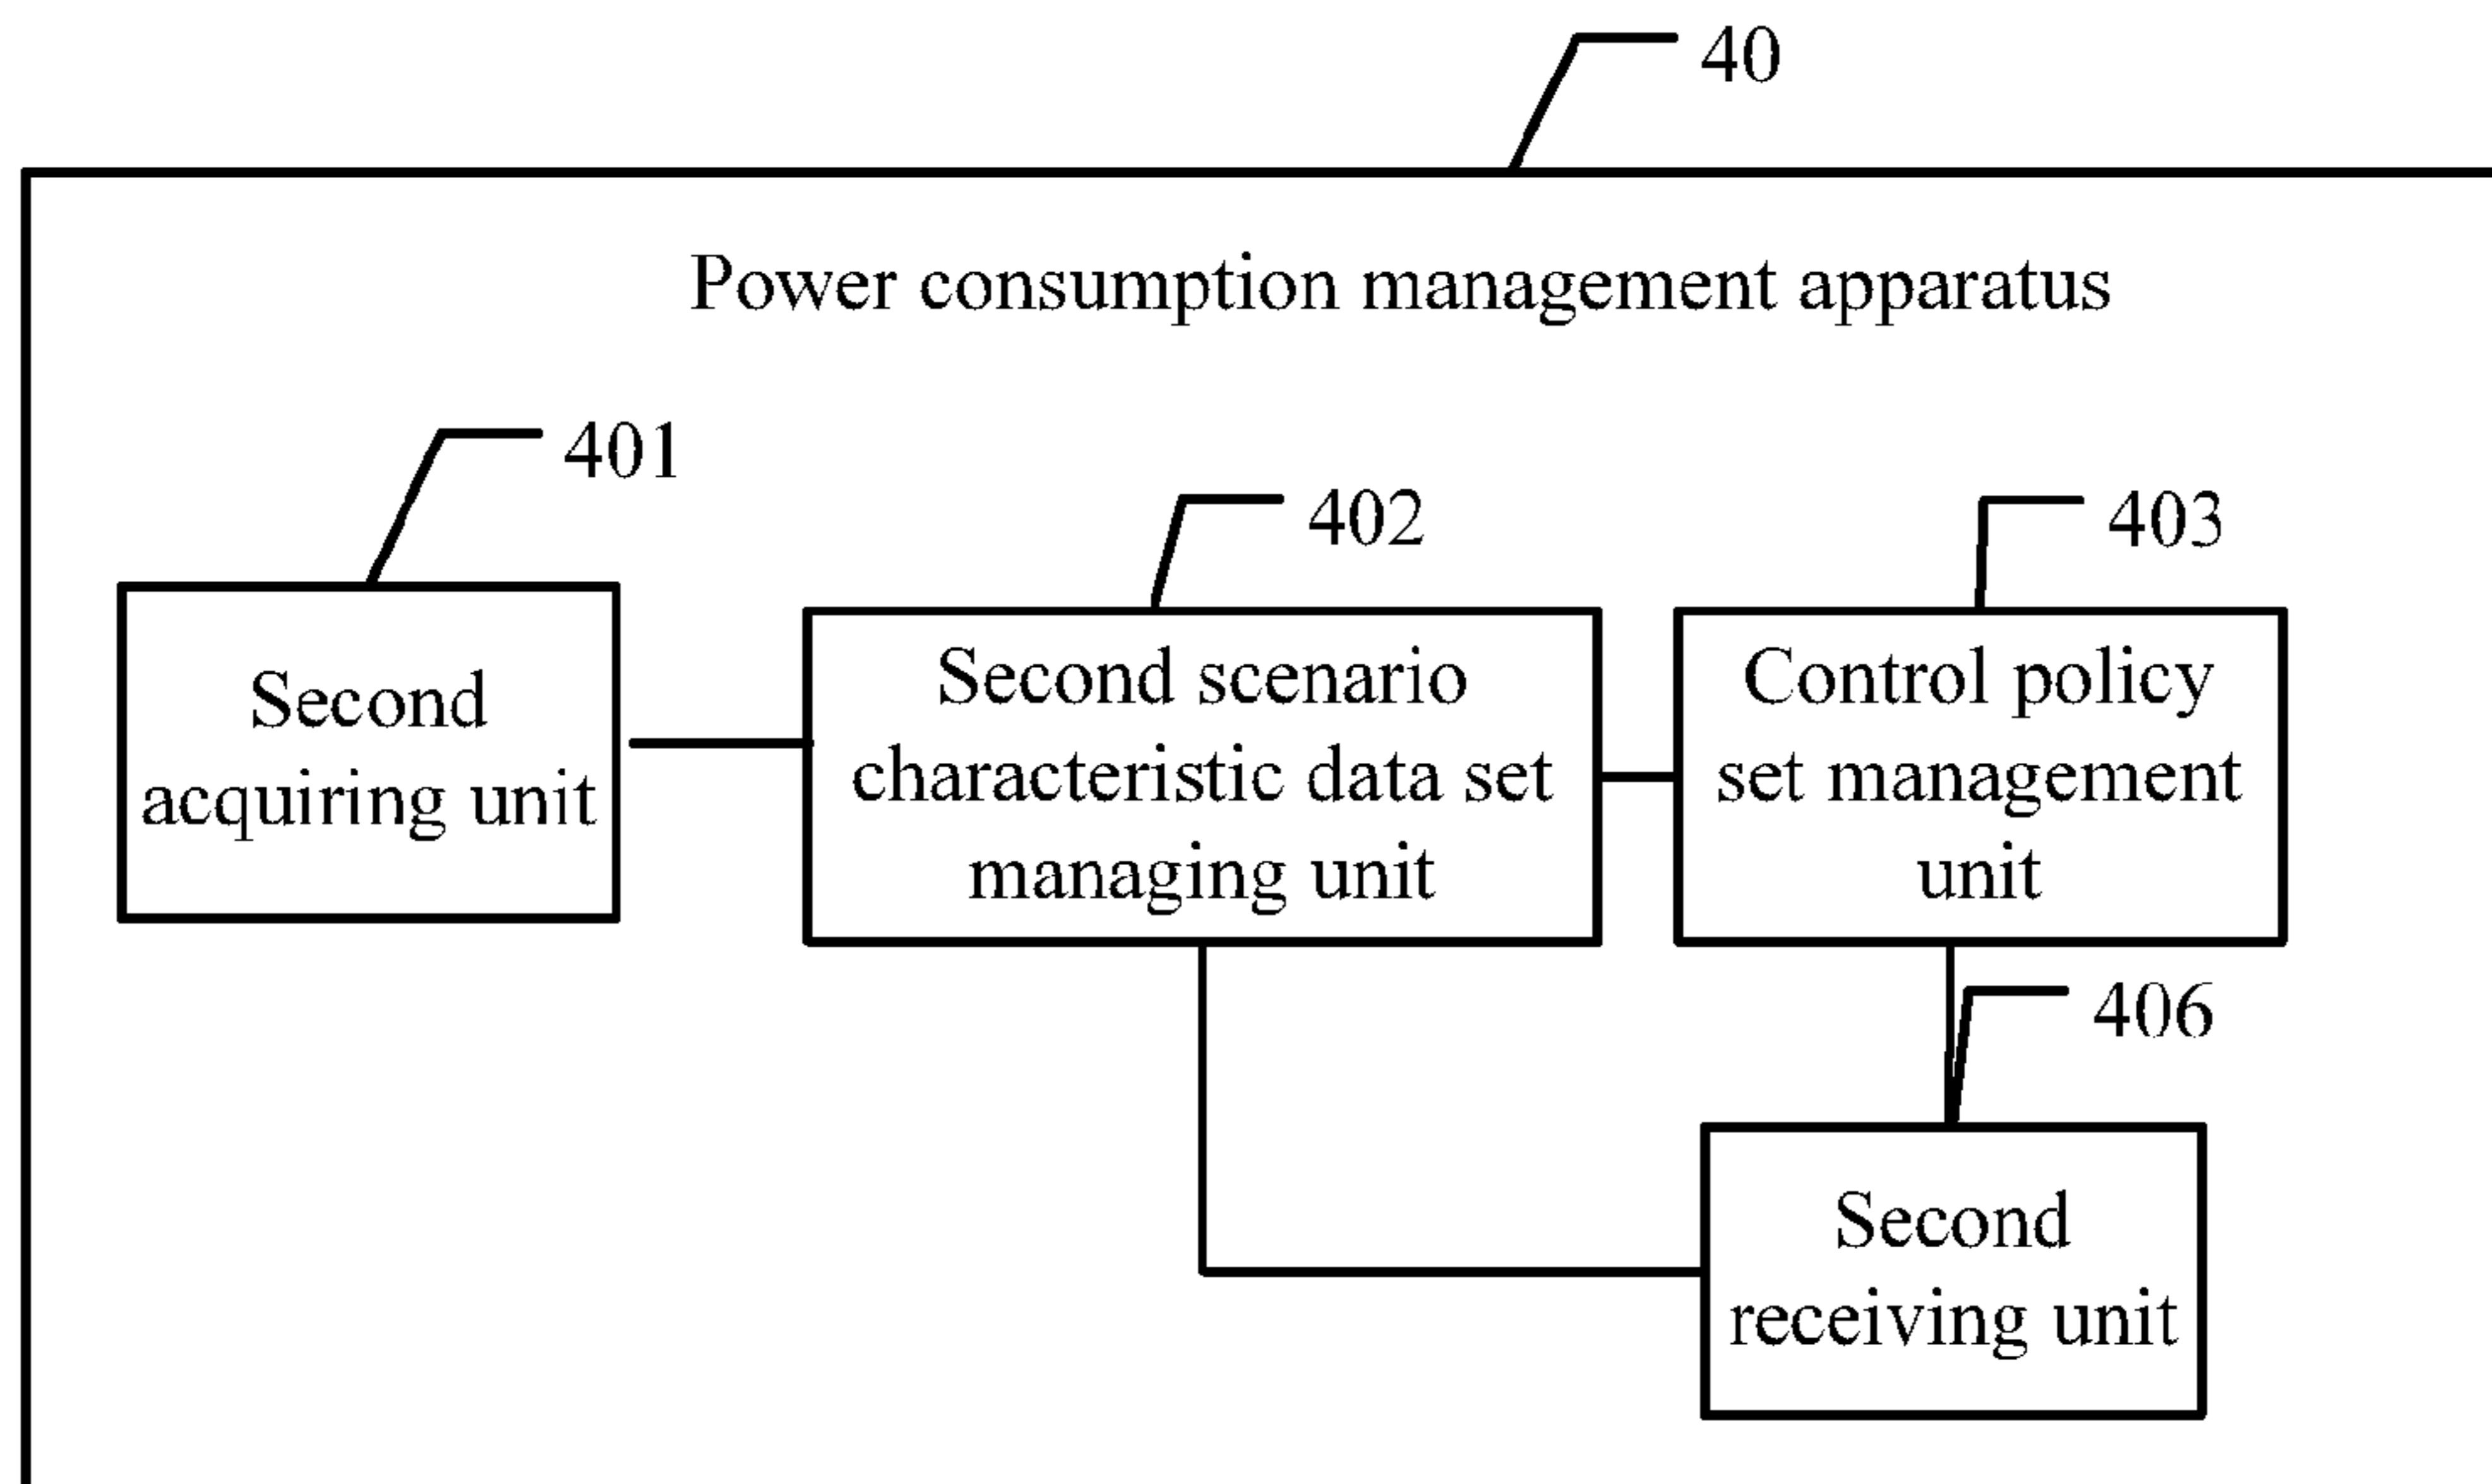 40
Power consumption management apparatus
401
402
403
Second
acquiring unit
Second scenario
characteristic data set
managing unit
Control policy
set management
unit
406
Second
receiving unit